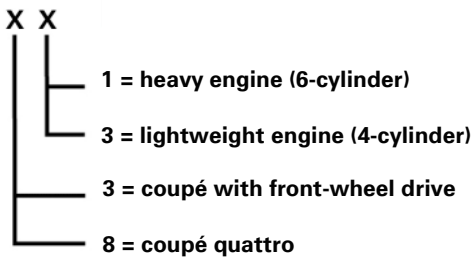 X X
1 = heavy engine (6-cylinder)
3 = lightweight engine (4-cylinder)
3 = coupé with front-wheel drive
8 = coupé quattro